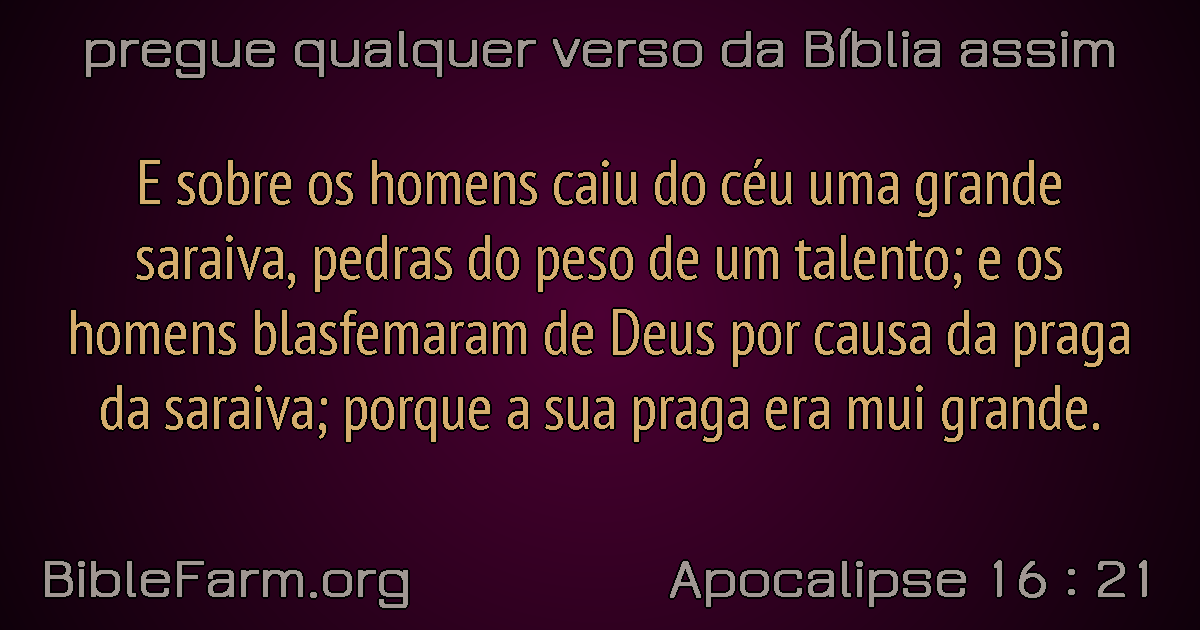 pregue qualquer verso da Bíblia assim
E sobre os homens caiu do céu uma grande
saraiva, pedras do peso de um talento; e os
homens blasfemaram de Deus por causa da praga
da saraiva; porque a sua praga era mui grande.
BibleFarm.org
Apocalipse 16 : 21